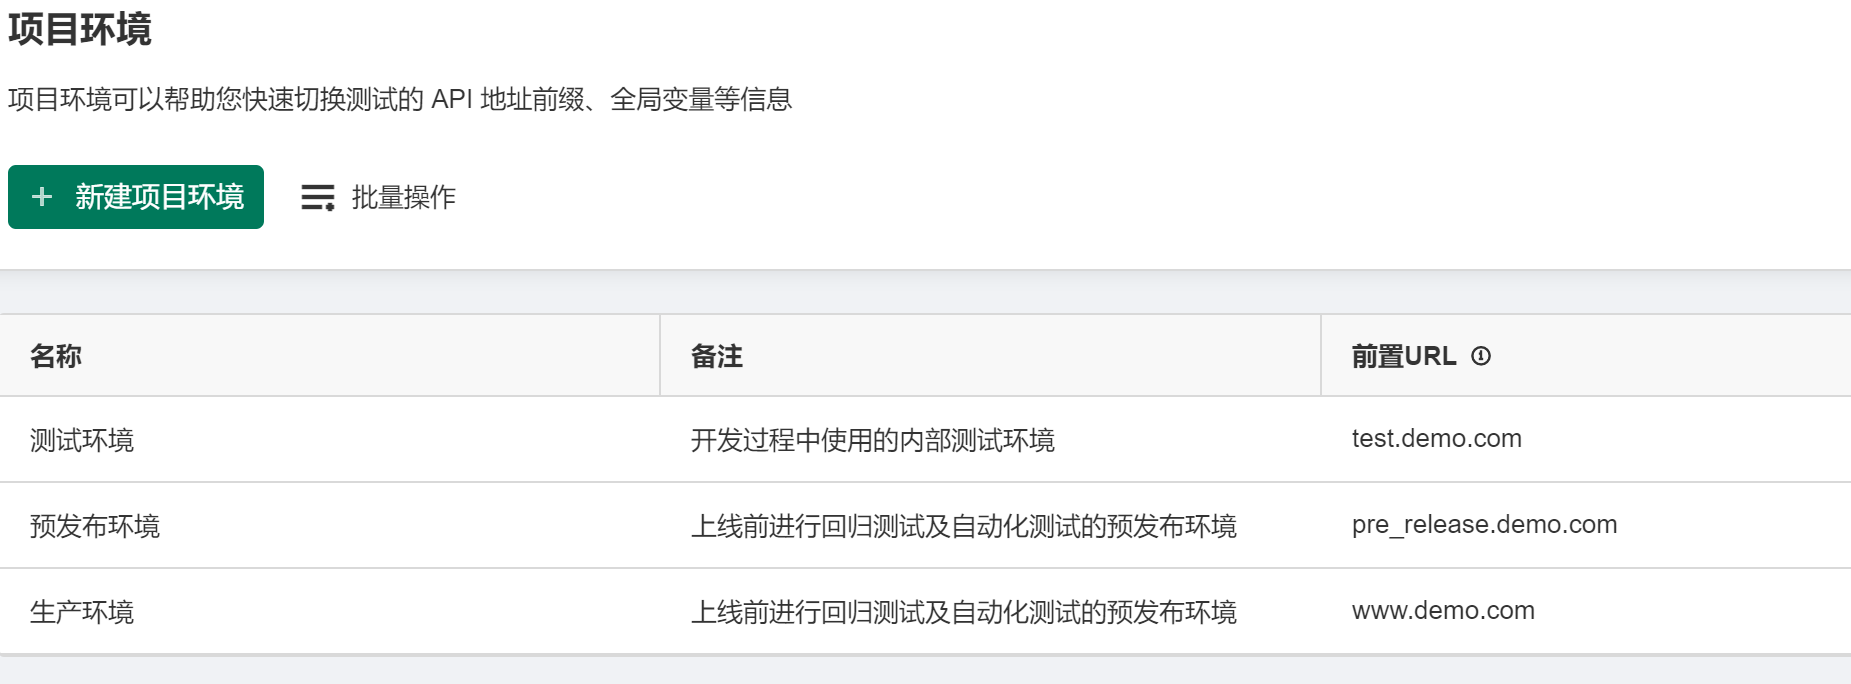 项目环境
项目环境可以帮助您快速切换测试的 API 地址前缀、全局变量等信息
+ 新建项目环境 批量操作
名称 备注 前置URL
测试环境 开发过程中使用的内部测试环境 test.demo.com
预发布环境 上线前进行回归测试及自动化测试的预发布环境 pre_release.demo.com
生产环境 上线前进行回归测试及自动化测试的预发布环境 www.demo.com